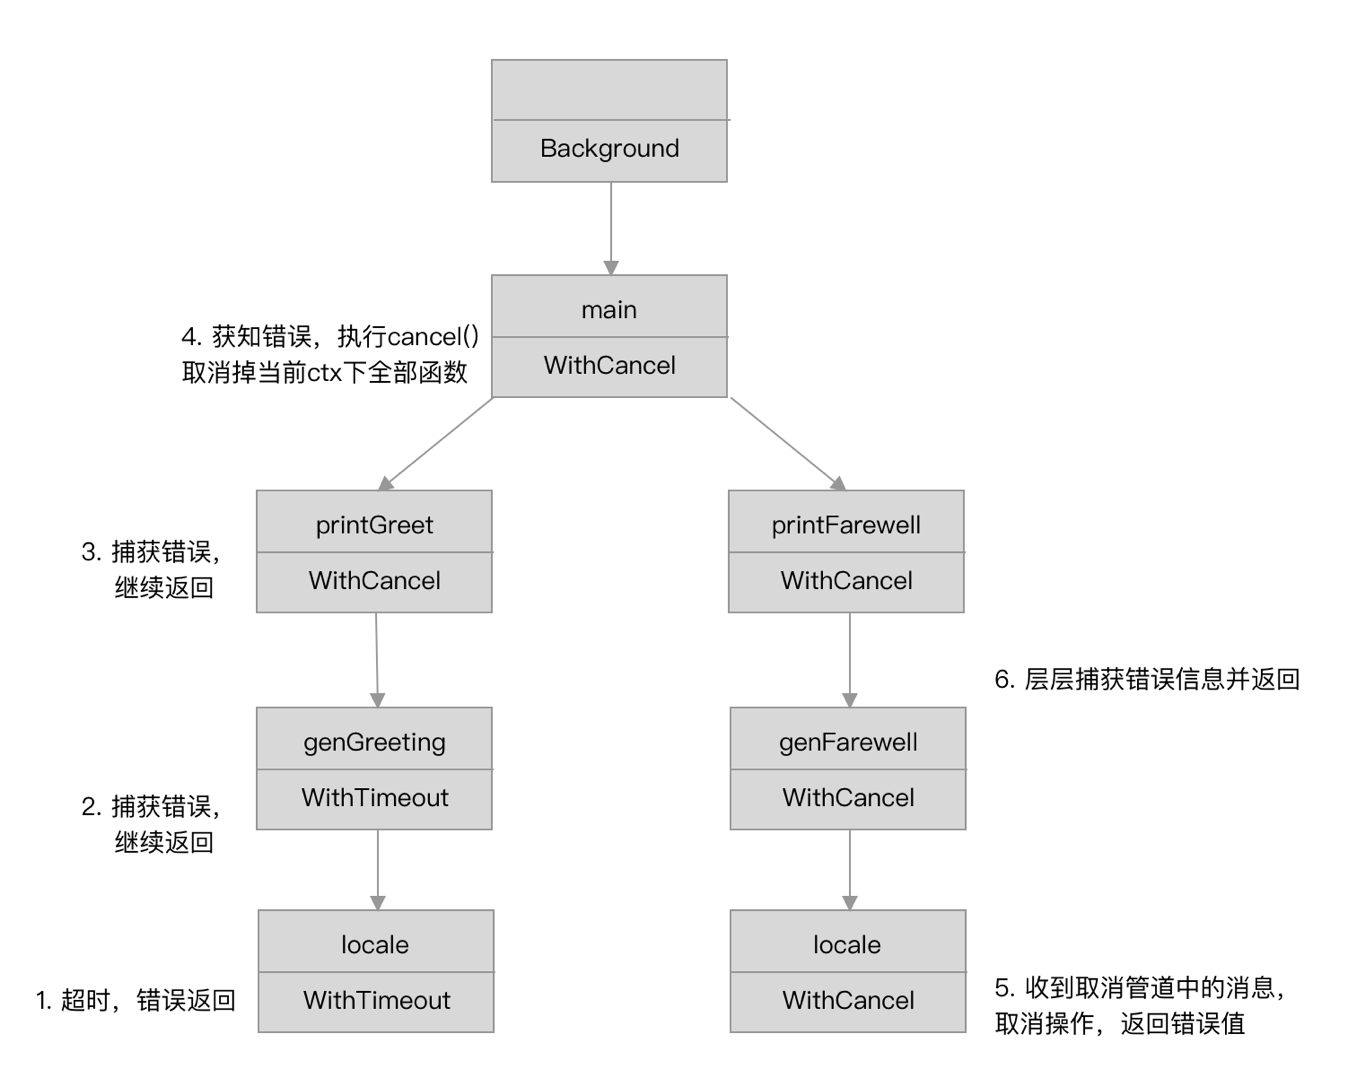 Background
main
WithCancel
4. 获知错误，执行cancel()
取消掉当前ctx下全部函数
printGreet
WithCancel
printFarewell
WithCancel
3. 捕获错误，
继续返回
6. 层层捕获错误信息并返回
genGreeting
WithTimeout
genFarewell
WithCancel
2. 捕获错误，
继续返回
locale
WithTimeout
locale
WithCancel
1. 超时，错误返回
5. 收到取消管道中的消息，
取消操作，返回错误值